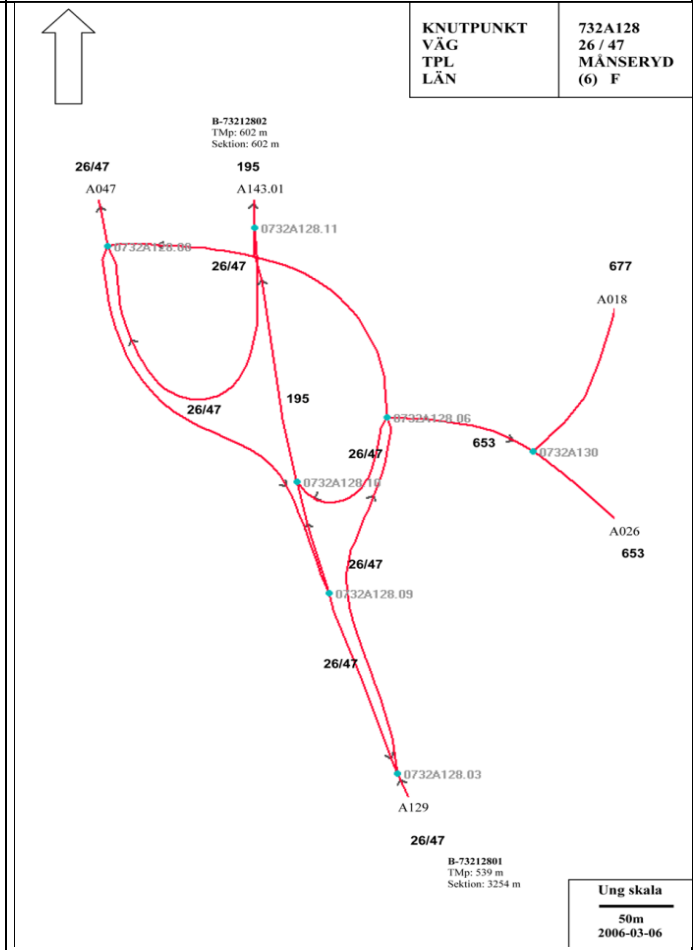 KNUTPUNKT 732A128
VÄG 26 / 47
TPL MÅNSERYD
LÄN (6) F
B-73212802
TMp: 602 m
Sektion: 602 m
26/47
195
A047
A143.01
0732A128.11
26/47
677
A018
26/47
195
0732A128.06
26/47
653
0732A130
0732A128.16
A026
653
26/47
0732A128.09
26/47
0732A128.03
A129
26/47
B-73212801
TMp: 539 m
Sektion: 3254 m
Ung skala
50m
2006-03-06